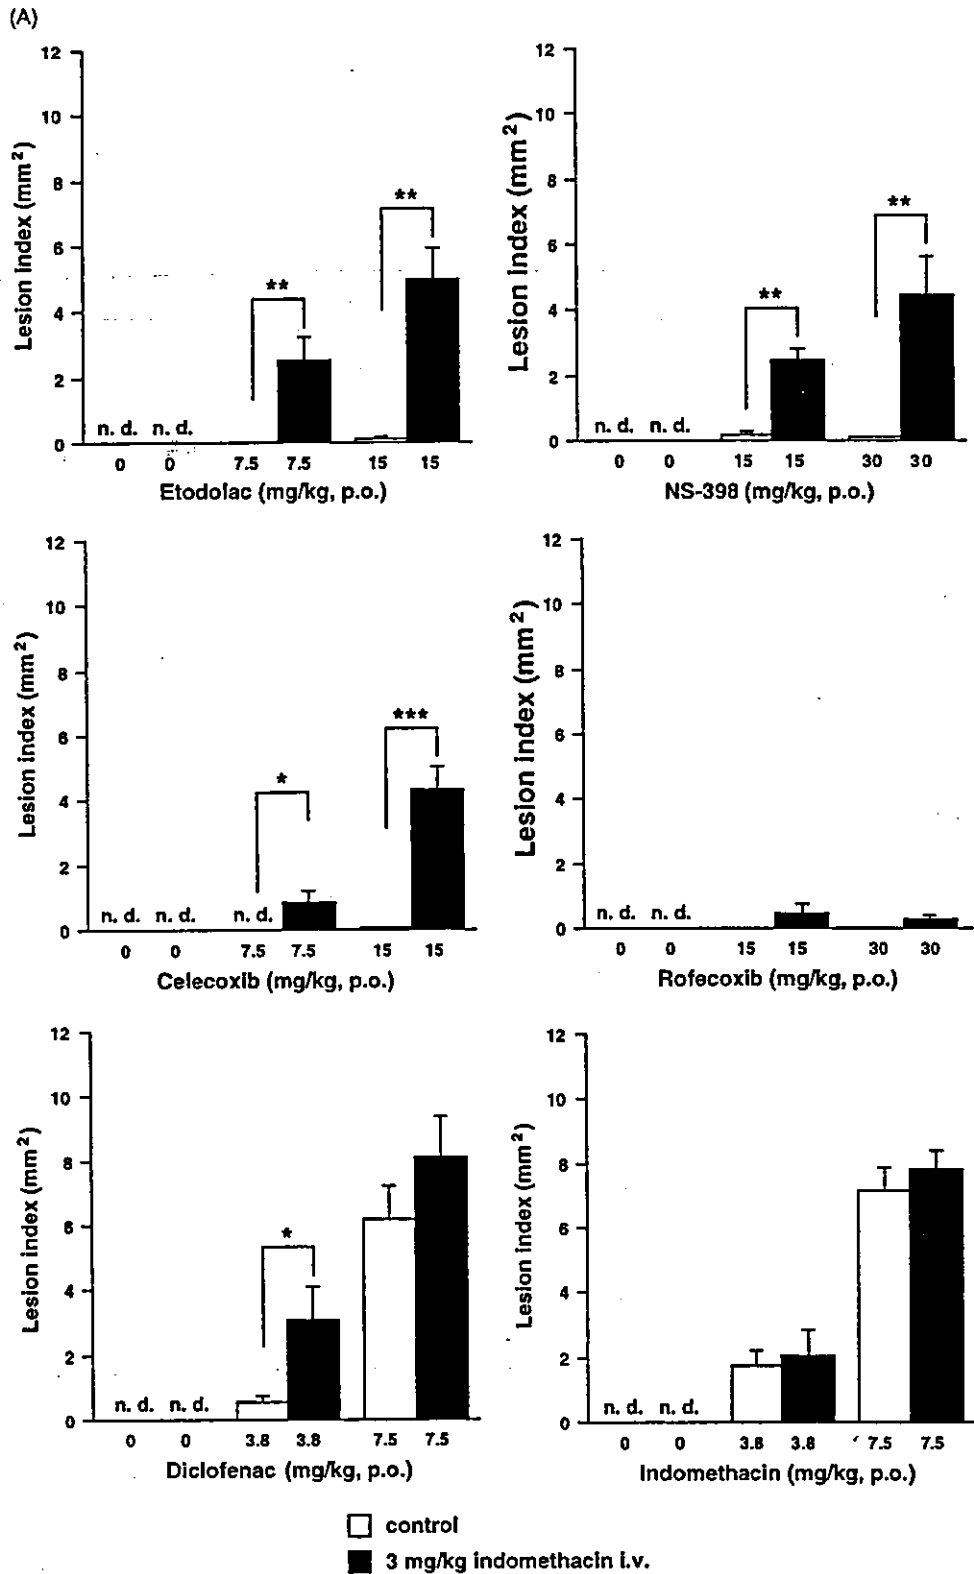 (A)
Lesion index (mm²)
12
10
8
6
4
2
0
n. d. n. d.
**
**
0 0 7.5 7.5 15 15
Etodolac (mg/kg, p.o.)
Lesion index (mm²)
12
10
8
6
4
2
0
n. d. n. d.
**
**
0 0 15 15 30 30
NS-398 (mg/kg, p.o.)
Lesion index (mm²)
12
10
8
6
4
2
0
n. d. n. d. n. d.
*
***
0 0 7.5 7.5 15 15
Celecoxib (mg/kg, p.o.)
Lesion index (mm²)
12
10
8
6
4
2
0
n. d. n. d.
0 0 15 15 30 30
Rofecoxib (mg/kg, p.o.)
Lesion index (mm²)
12
10
8
6
4
2
0
n. d. n. d.
*
0 0 3.8 3.8 7.5 7.5
Diclofenac (mg/kg, p.o.)
Lesion index (mm²)
12
10
8
6
4
2
0
n. d. n. d.
0 0 3.8 3.8 7.5 7.5
Indomethacin (mg/kg, p.o.)
control
3 mg/kg indomethacin i.v.